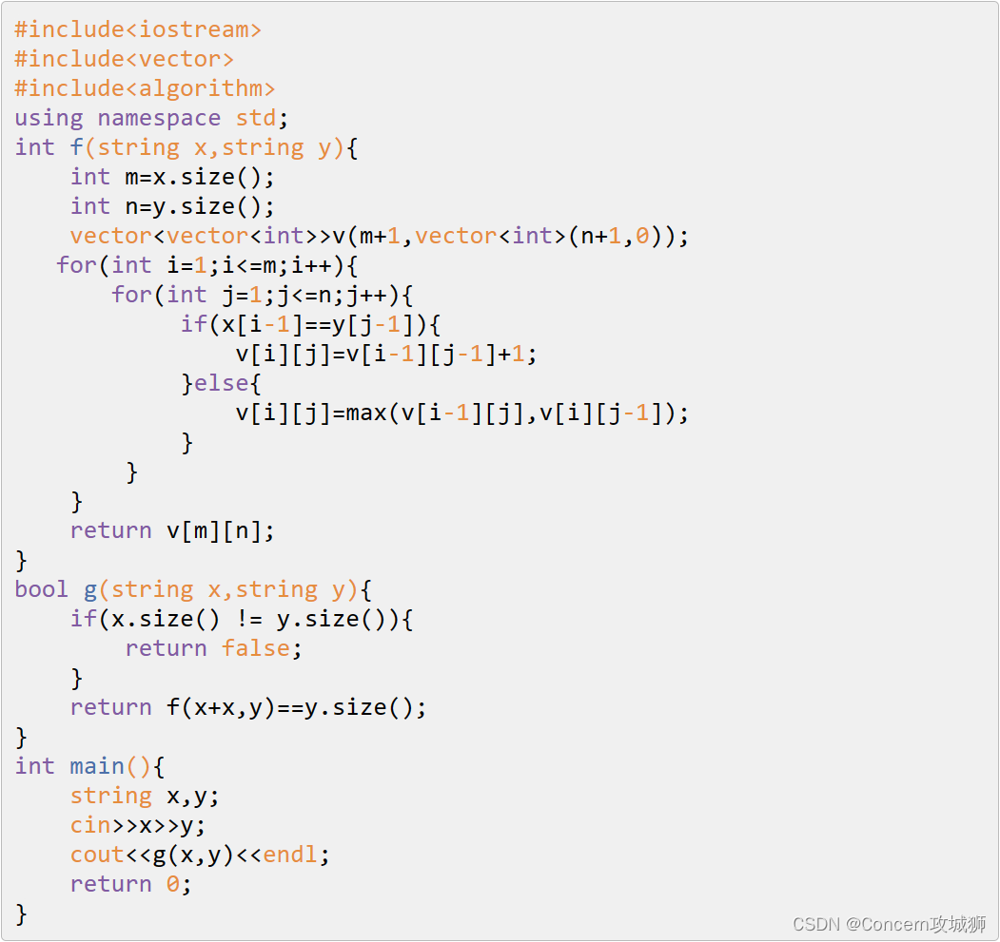 #include<iostream>
#include<vector>
#include<algorithm>
using namespace std;
int f(string x,string y){
    int m=x.size();
    int n=y.size();
    vector<vector<int>>v(m+1,vector<int>(n+1,0));
   for(int i=1;i<=m;i++){
       for(int j=1;j<=n;j++){
            if(x[i-1]==y[j-1]){
                v[i][j]=v[i-1][j-1]+1;
            }else{
                v[i][j]=max(v[i-1][j],v[i][j-1]);
            }
        }
    }
    return v[m][n];
}
bool g(string x,string y){
    if(x.size() != y.size()){
        return false;
    }
    return f(x+x,y)==y.size();
}
int main(){
    string x,y;
    cin>>x>>y;
    cout<<g(x,y)<<endl;
    return 0;
}
CSDN @Concern攻城狮